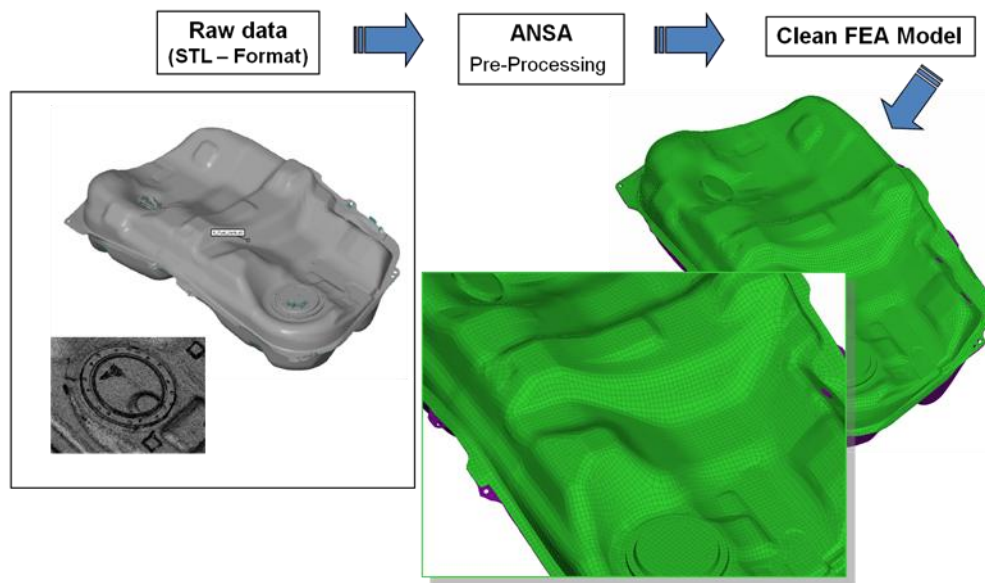 Raw data
(STL – Format)
ANSA
Pre-Processing
Clean FEA Model